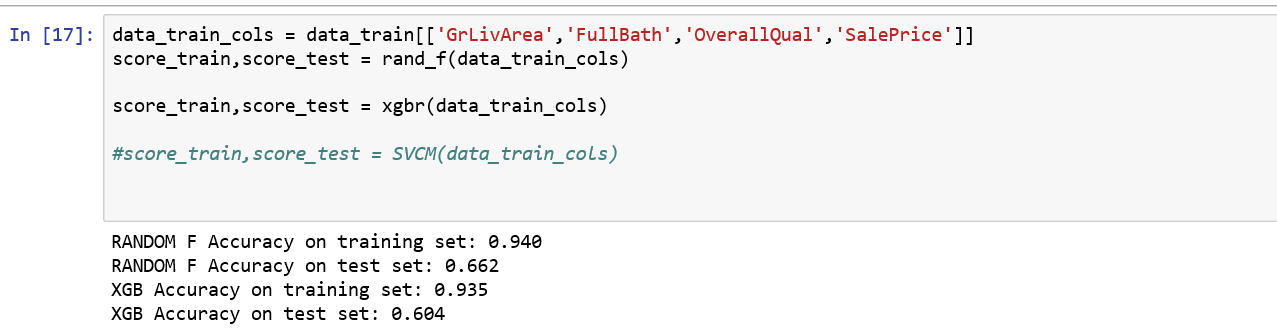 In [17]: data_train_cols = data_train[['GrLivArea','FullBath','OverallQual','SalePrice']]
score_train,score_test = rand_f(data_train_cols)
score_train,score_test = xgbr(data_train_cols)
#score_train,score_test = SVCM(data_train_cols)
RANDOM F Accuracy on training set: 0.940
RANDOM F Accuracy on test set: 0.662
XGB Accuracy on training set: 0.935
XGB Accuracy on test set: 0.604